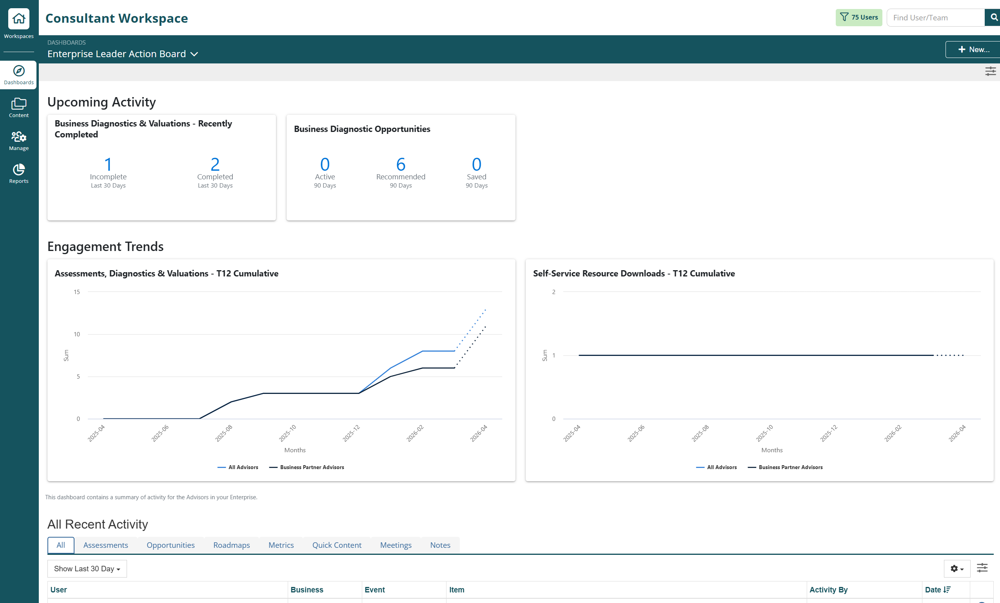 Workspaces
Dashboards
Content
Manage
Reports
Consultant Workspace
75 Users
Find User/Team
DASHBOARDS
Enterprise Leader Action Board
New...
Upcoming Activity
Business Diagnostics & Valuations - Recently
Completed
1
Incomplete
Last 30 Days
2
Completed
Last 30 Days
Business Diagnostic Opportunities
0
Active
90 Days
6
Recommended
90 Days
0
Saved
90 Days
Engagement Trends
Assessments, Diagnostics & Valuations - T12 Cumulative
15
10
5
0
Sum
2025-04
2025-06
2025-08
2025-10
2025-12
2026-02
2026-04
Months
All Advisors
Business Partner Advisors
Self-Service Resource Downloads - T12 Cumulative
2
1
0
Sum
2025-04
2025-06
2025-08
2025-10
2025-12
2026-02
2026-04
Months
All Advisors
Business Partner Advisors
This dashboard contains a summary of activity for the Advisors in your Enterprise.
All Recent Activity
All Assessments Opportunities Roadmaps Metrics Quick Content Meetings Notes
Show Last 30 Day
User Business Event Item Activity By Date